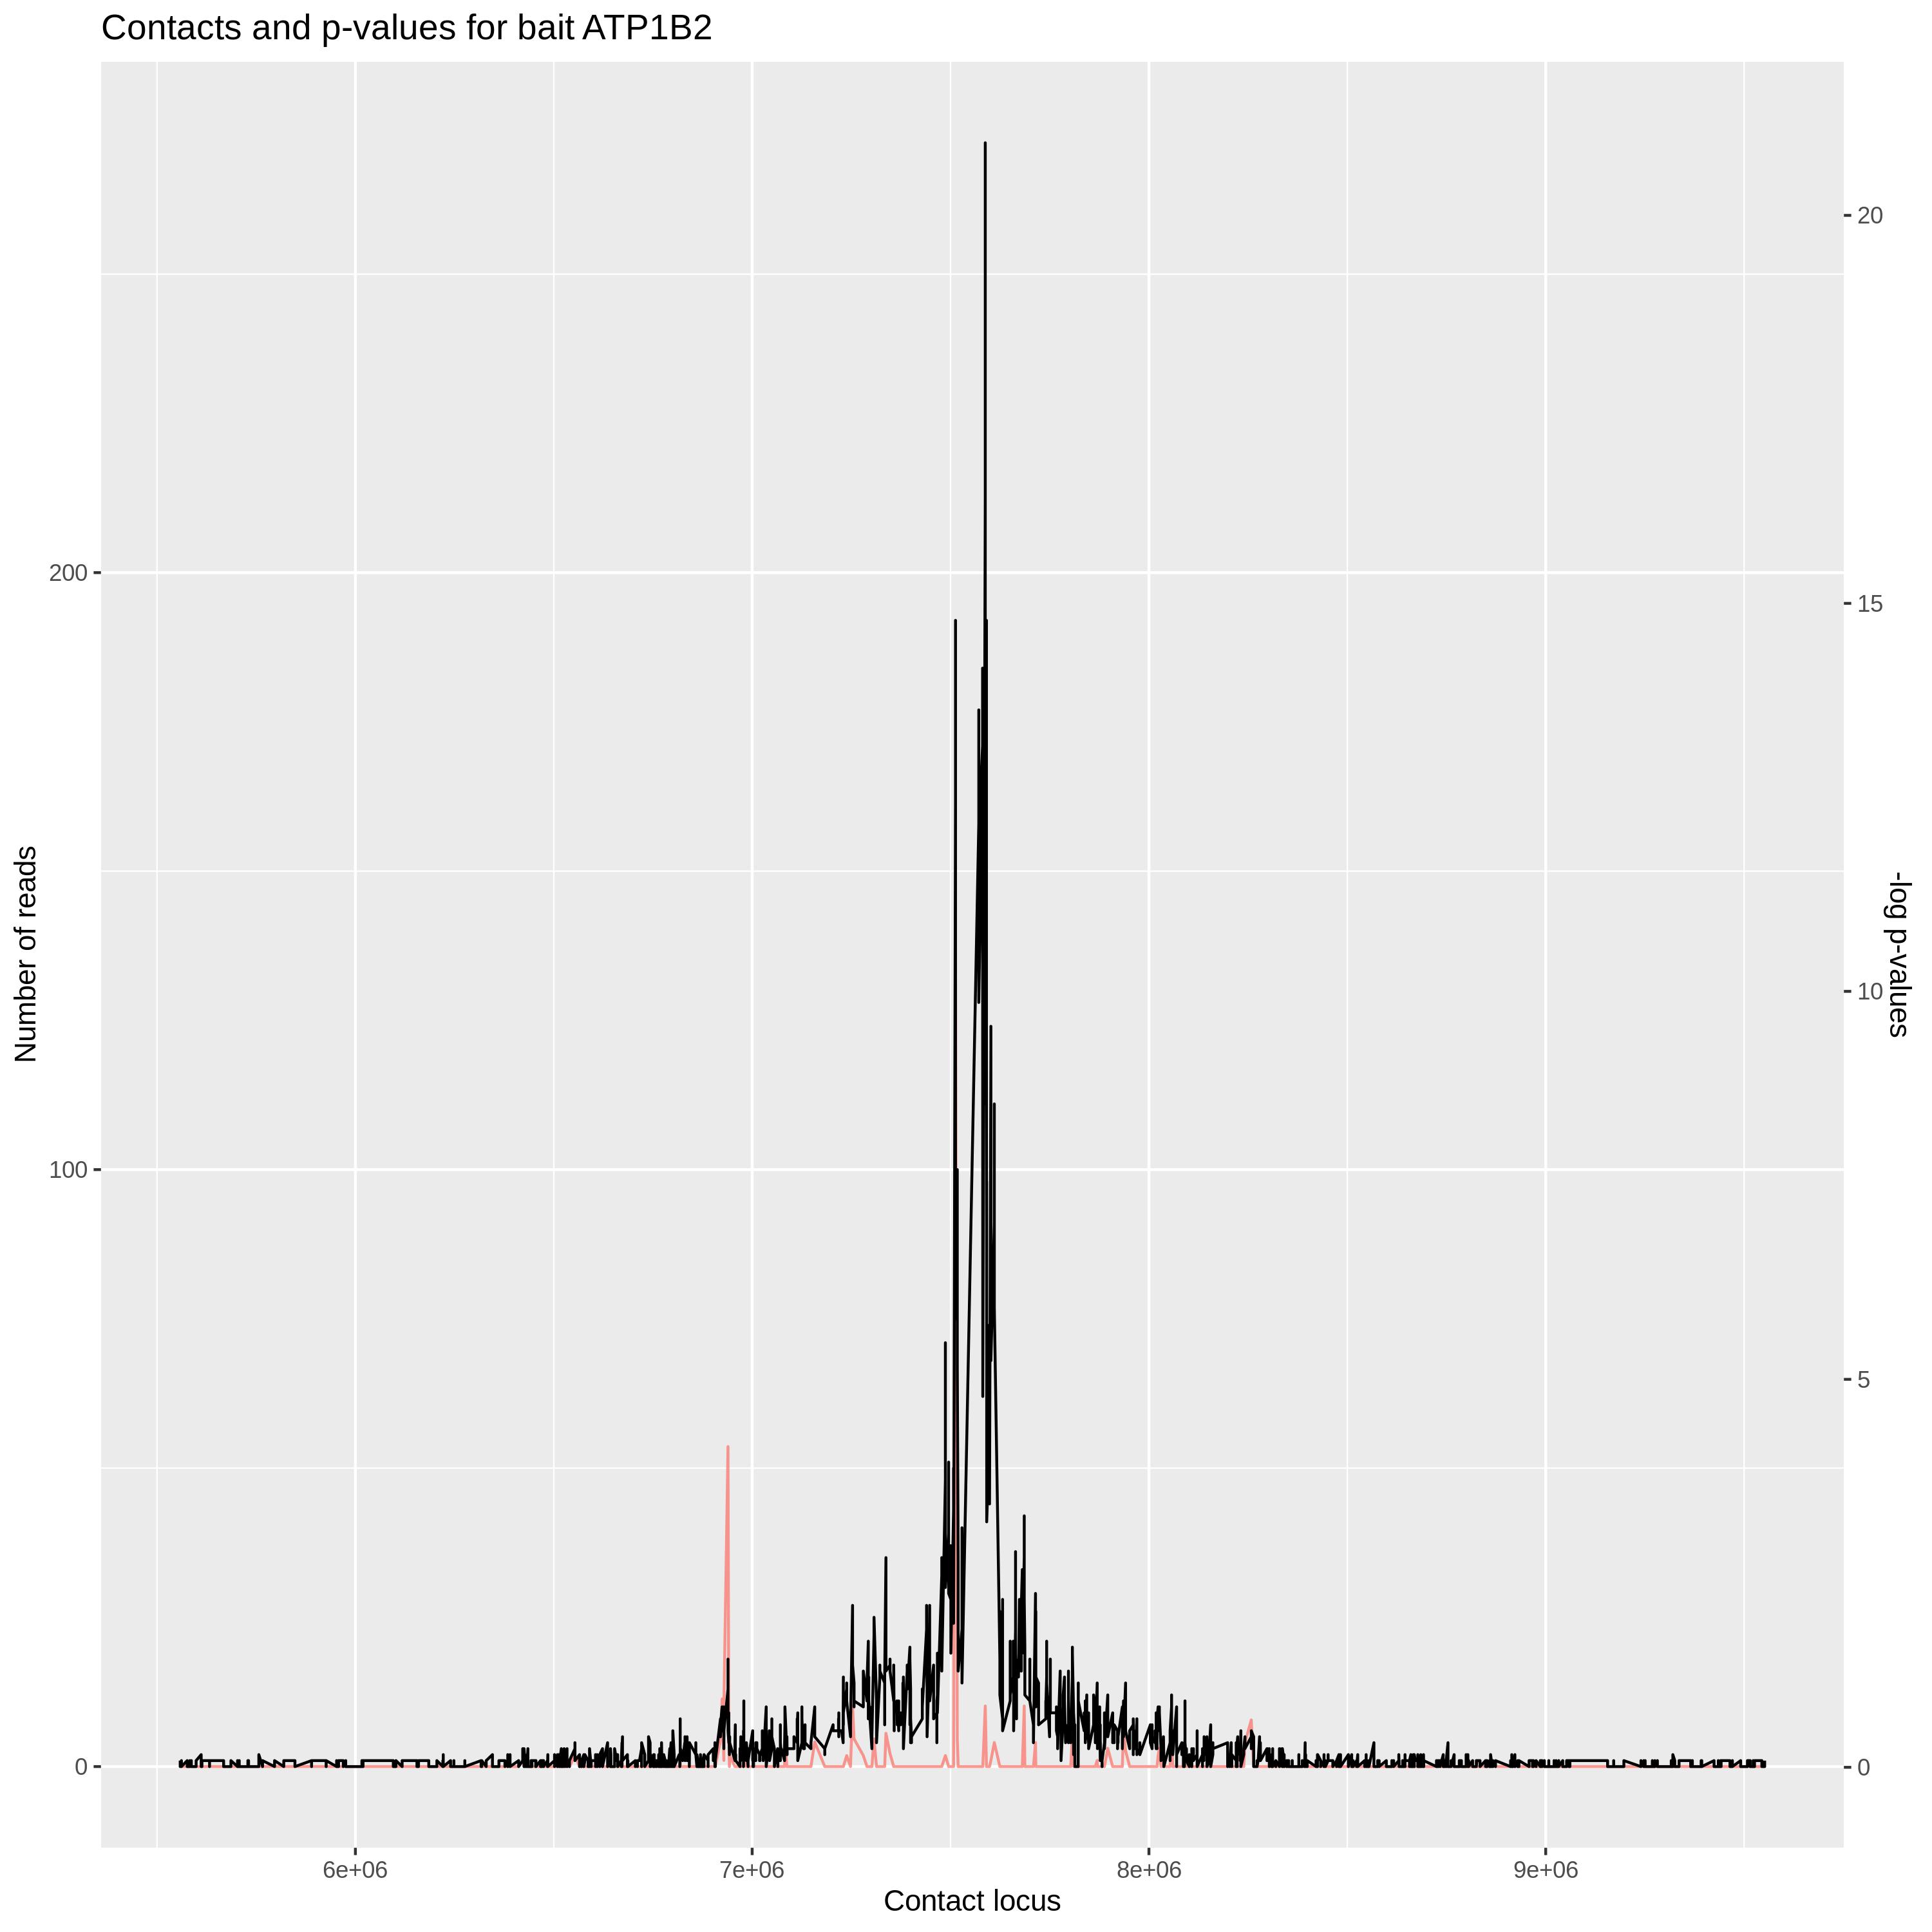 Contacts and p-values for bait ATP1B2
Number of reads
200
100
0
20
15
10
5
0
-log p-values
6e+06
7e+06
8e+06
9e+06
Contact locus